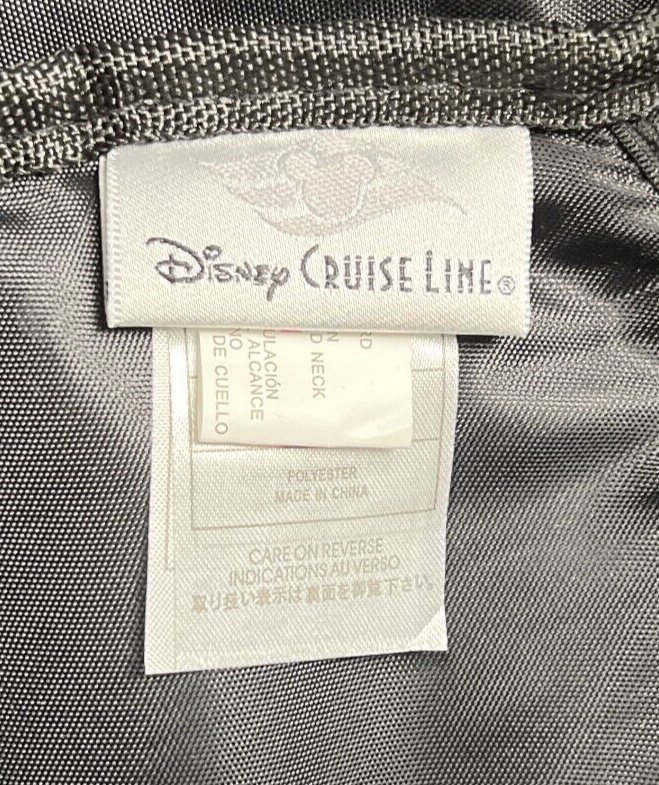 DISNEY CRUISE LINE®
RD
N
D NECK
ULACIÓN
ALCANCE
NO
DE CUELLO
POLYESTER
MADE IN CHINA
CARE ON REVERSE
INDICATIONS AU VERSO
取り扱い表示は裏面を御覧下さい。